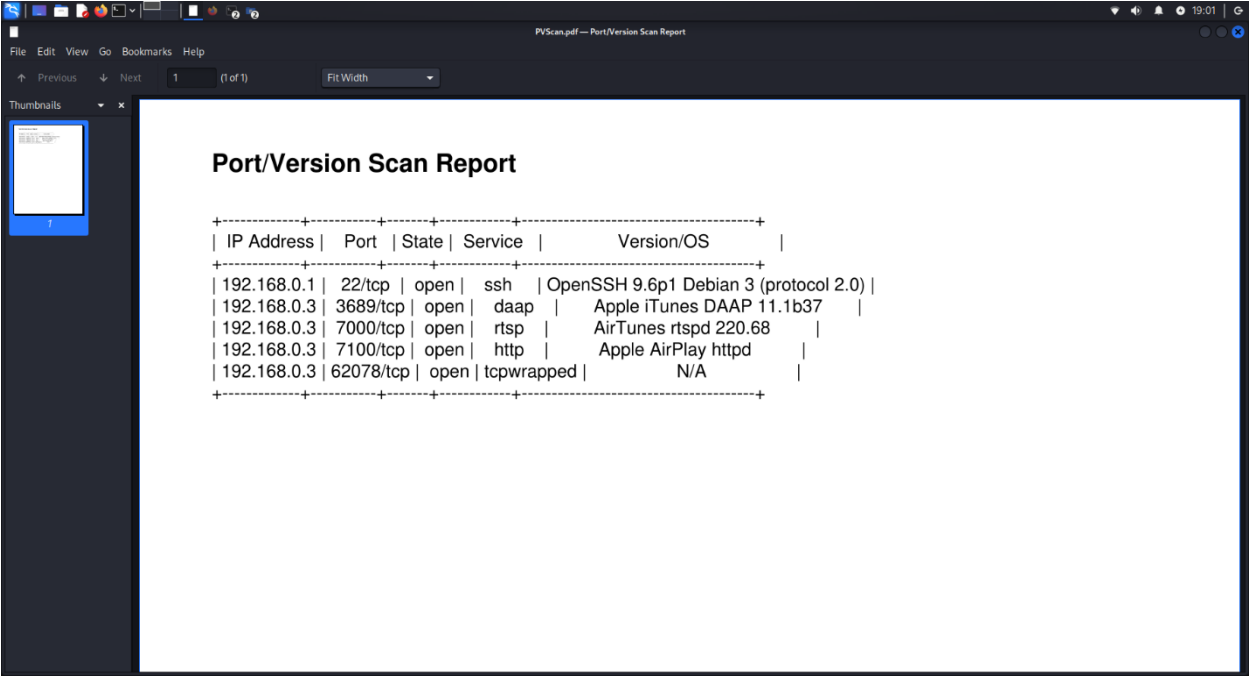 19:01
PVScan.pdf — Port/Version Scan Report
File Edit View Go Bookmarks Help
Previous Next 1 (1 of 1) Fit Width
Thumbnails
1
Port/Version Scan Report
+-------------+-----------+-------+------------+---------------------------------------+
| IP Address | Port | State | Service | Version/OS |
+-------------+-----------+-------+------------+---------------------------------------+
| 192.168.0.1 | 22/tcp | open | ssh | OpenSSH 9.6p1 Debian 3 (protocol 2.0) |
| 192.168.0.3 | 3689/tcp | open | daap | Apple iTunes DAAP 11.1b37 |
| 192.168.0.3 | 7000/tcp | open | rtsp | AirTunes rtspd 220.68 |
| 192.168.0.3 | 7100/tcp | open | http | Apple AirPlay httpd |
| 192.168.0.3 | 62078/tcp | open | tcpwrapped | N/A |
+-------------+-----------+-------+------------+---------------------------------------+